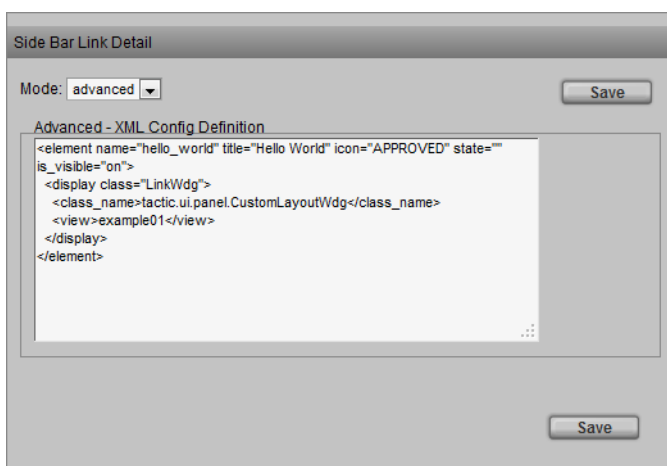 Side Bar Link Detail
Mode: advanced
Save
Advanced - XML Config Definition
<element name="hello_world" title="Hello World" icon="APPROVED" state=""
is_visible="on">
  <display class="LinkWdg">
    <class_name>tactic.ui.panel.CustomLayoutWdg</class_name>
    <view>example01</view>
  </display>
</element>
Save